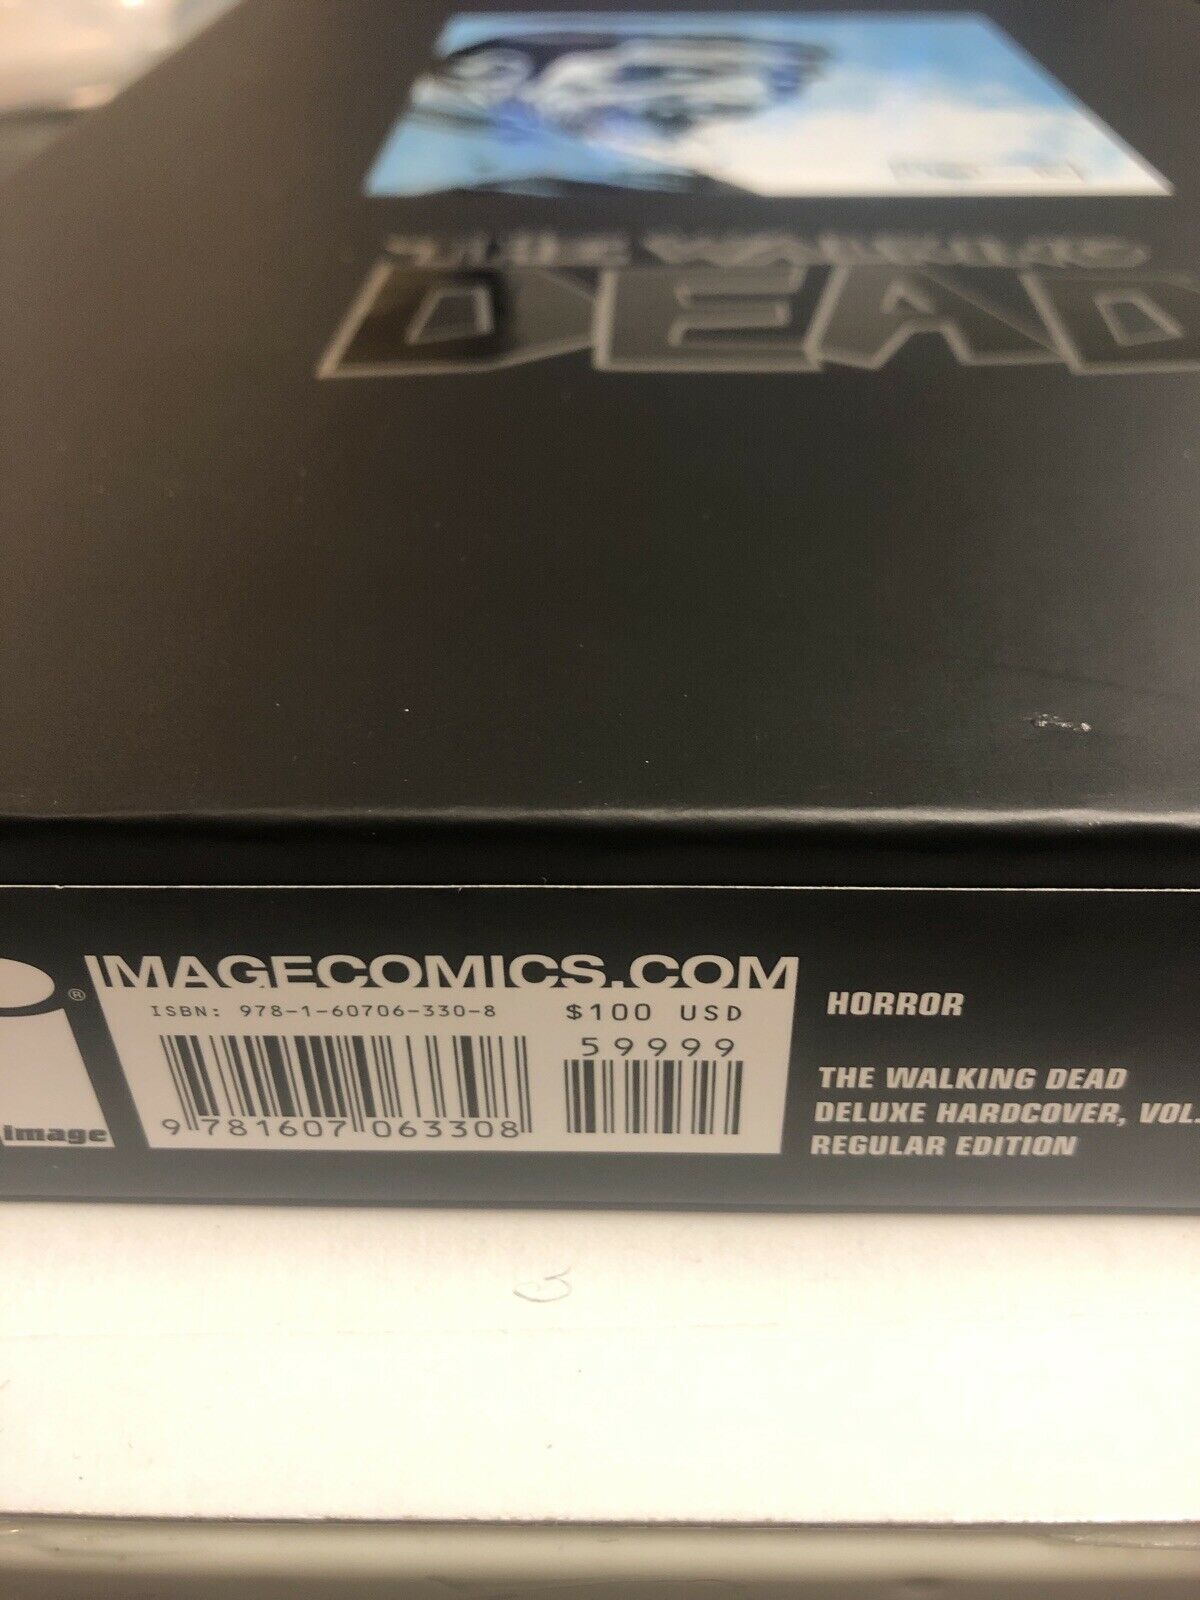 THE WALKING
DEAD
IMAGECOMICS.COM
®
ISBN: 978-1-60706-330-8
$100 USD
59999
9 781607 063308
image
HORROR
THE WALKING DEAD
DELUXE HARDCOVER, VOL.
REGULAR EDITION